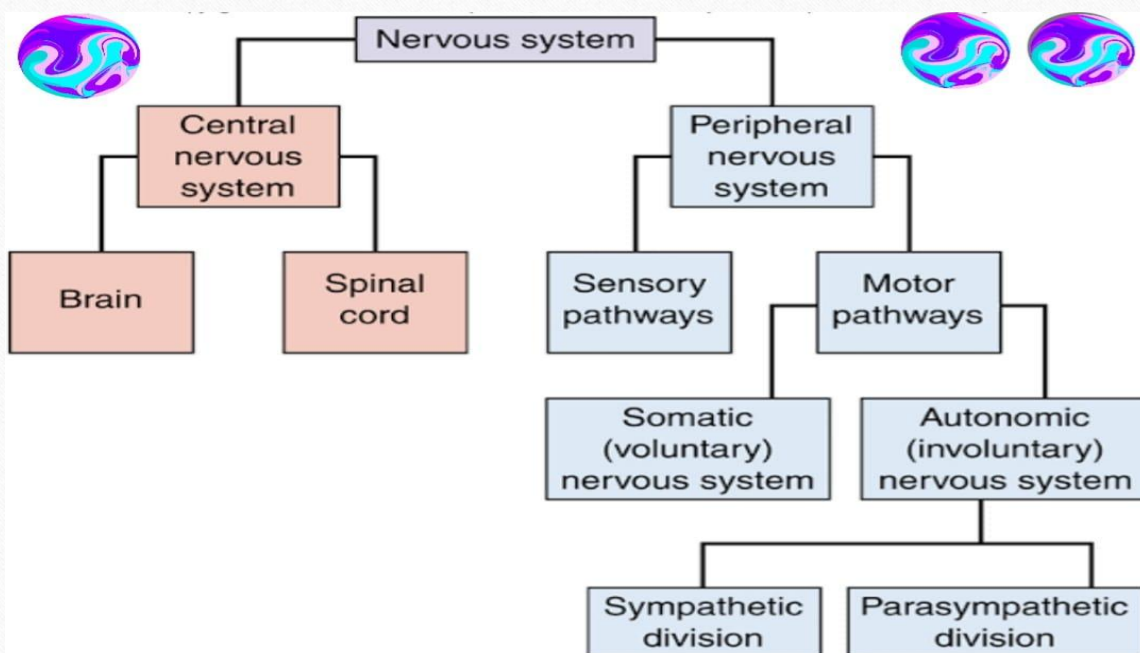 Nervous system
Central
nervous
system
Peripheral
nervous
system
Brain
Spinal
cord
Sensory
pathways
Motor
pathways
Somatic
(voluntary)
nervous system
Autonomic
(involuntary)
nervous system
Sympathetic
division
Parasympathetic
division